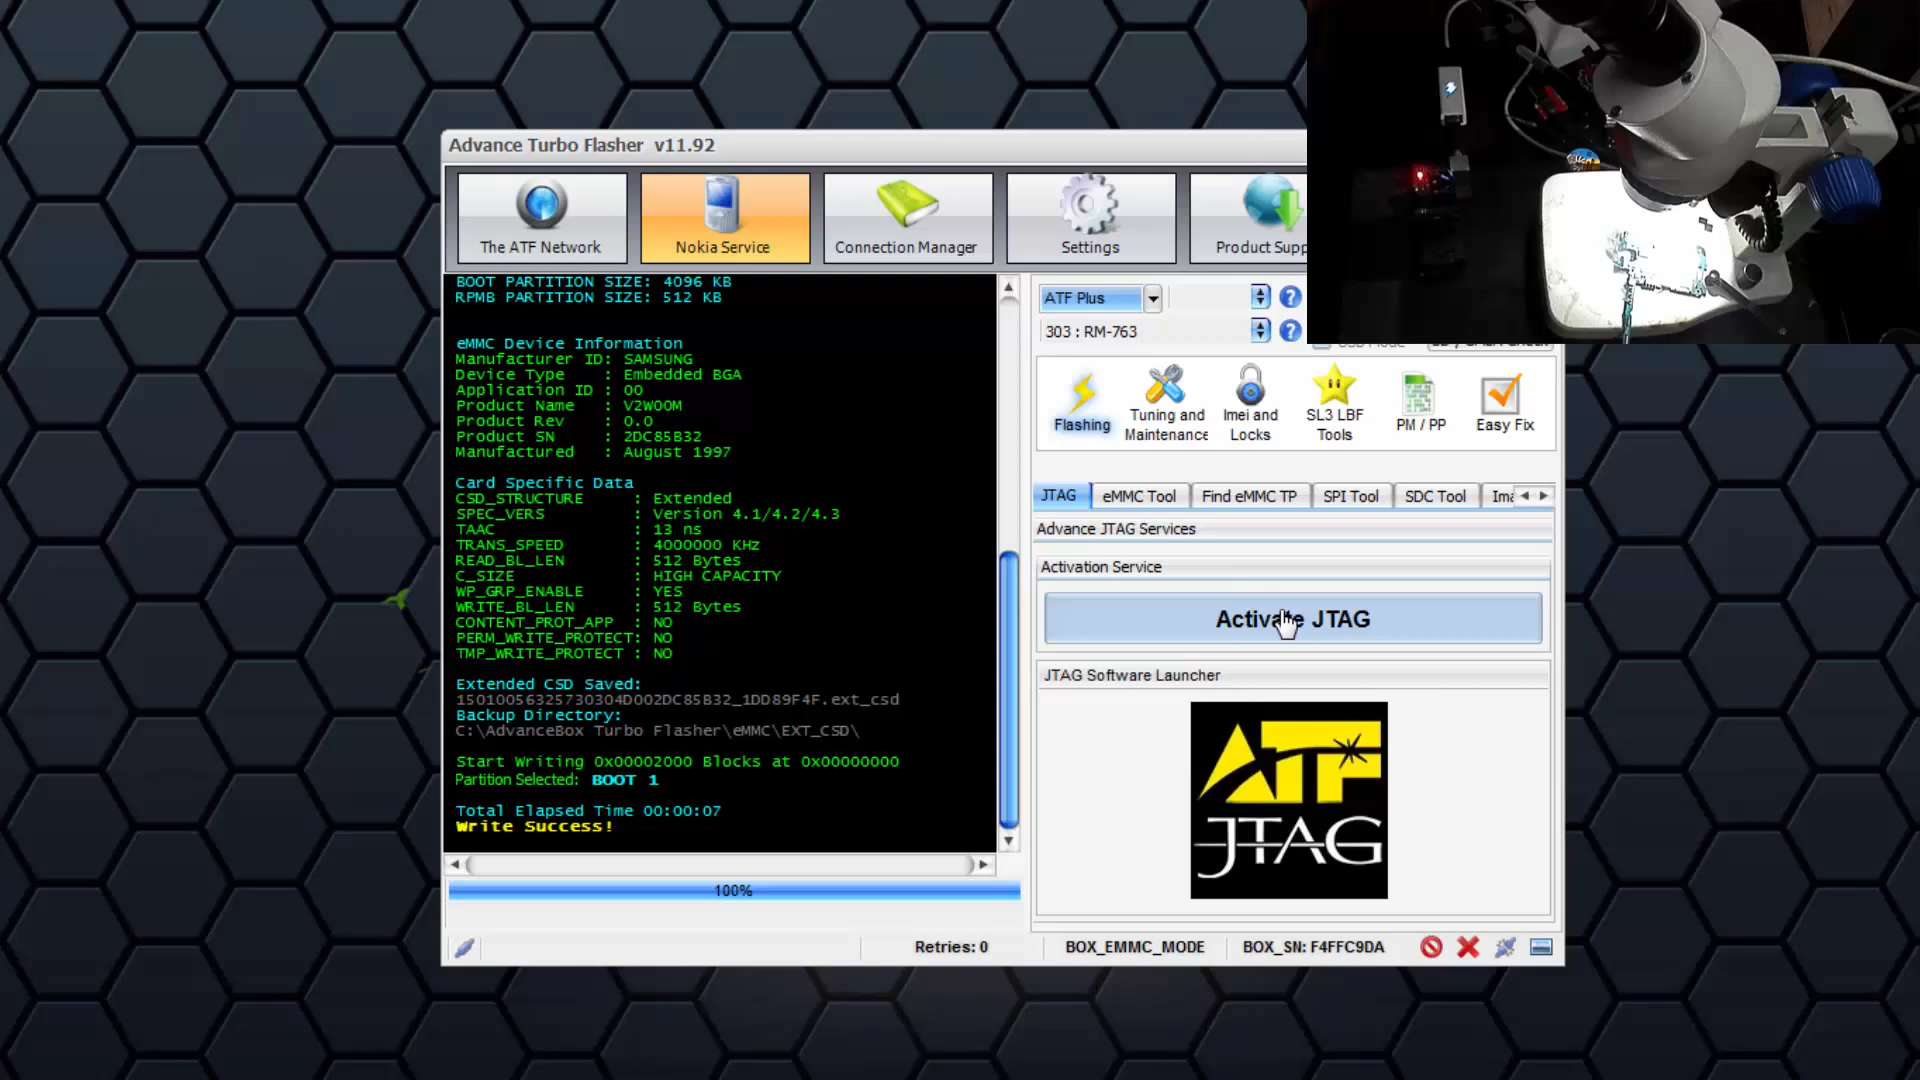 Advance Turbo Flasher v11.92
The ATF Network
Nokia Service
Connection Manager
Settings
Product Supp
BOOT PARTITION SIZE: 4096 KB
RPMB PARTITION SIZE: 512 KB
eMMC Device Information
Manufacturer ID: SAMSUNG
Device Type : Embedded BGA
Application ID : 00
Product Name : V2W00M
Product Rev : 0.0
Product SN : 2DC85B32
Manufactured : August 1997
Card Specific Data
CSD_STRUCTURE : Extended
SPEC_VERS : Version 4.1/4.2/4.3
TAAC : 13 ns
TRANS_SPEED : 4000000 KHz
READ_BL_LEN : 512 Bytes
C_SIZE : HIGH CAPACITY
WP_GRP_ENABLE : YES
WRITE_BL_LEN : 512 Bytes
CONTENT_PROT_APP : NO
PERM_WRITE_PROTECT: NO
TMP_WRITE_PROTECT : NO
Extended CSD Saved:
15010056325730304D002DC85B32_1DD89F4F.ext_csd
Backup Directory:
C:\AdvanceBox Turbo Flasher\eMMC\EXT_CSD\
Start Writing 0x00002000 Blocks at 0x00000000
Partition Selected: BOOT 1
Total Elapsed Time 00:00:07
Write Success!
100%
ATF Plus
303 : RM-763
Flashing
Tuning and Maintenance
Imei and Locks
SL3 LBF Tools
PM / PP
Easy Fix
JTAG
eMMC Tool
Find eMMC TP
SPI Tool
SDC Tool
Ima
Advance JTAG Services
Activation Service
Activate JTAG
JTAG Software Launcher
ATF
JTAG
Retries: 0
BOX_EMMC_MODE
BOX_SN: F4FFC9DA